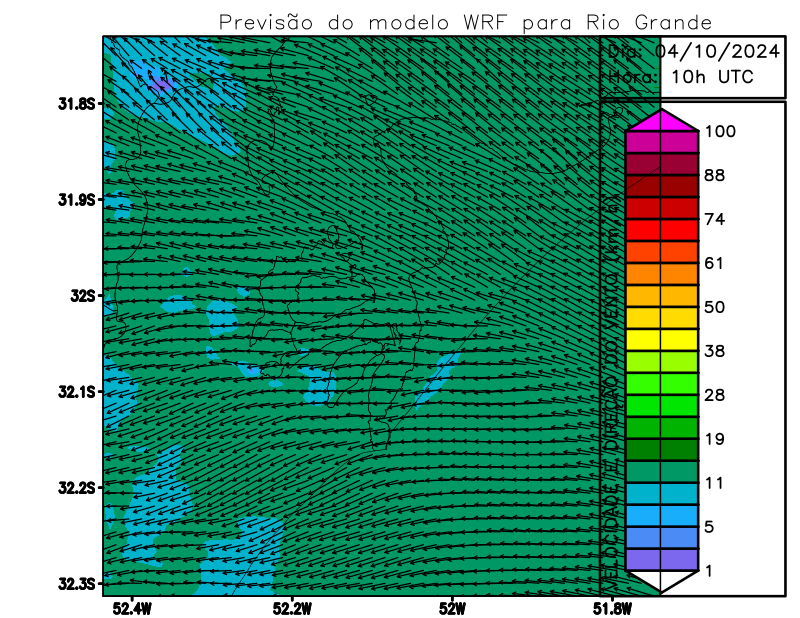 Previsão do modelo WRF para Rio Grande
Dia: 04/10/2024
Hora: 10h UTC
31.8S
31.9S
32S
32.1S
32.2S
32.3S
52.4W
52.2W
52W
51.8W
VELOCIDADE E DIREÇÃO DO VENTO (km/h)
100
88
74
61
50
38
28
19
11
5
1